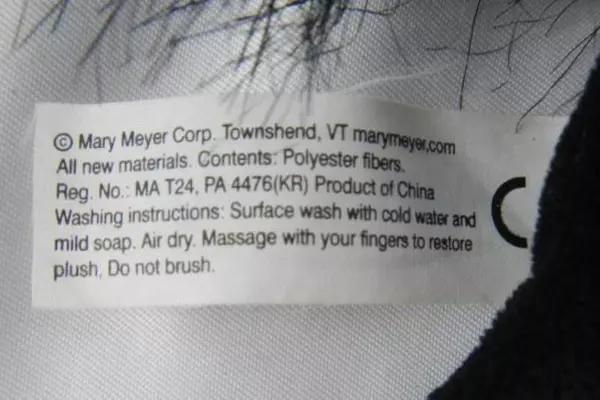 © Mary Meyer Corp. Townshend, VT marymeyer.com
All new materials. Contents: Polyester fibers.
Reg. No.: MA T24, PA 4476(KR) Product of China
Washing instructions: Surface wash with cold water and
mild soap. Air dry. Massage with your fingers to restore
plush, Do not brush.